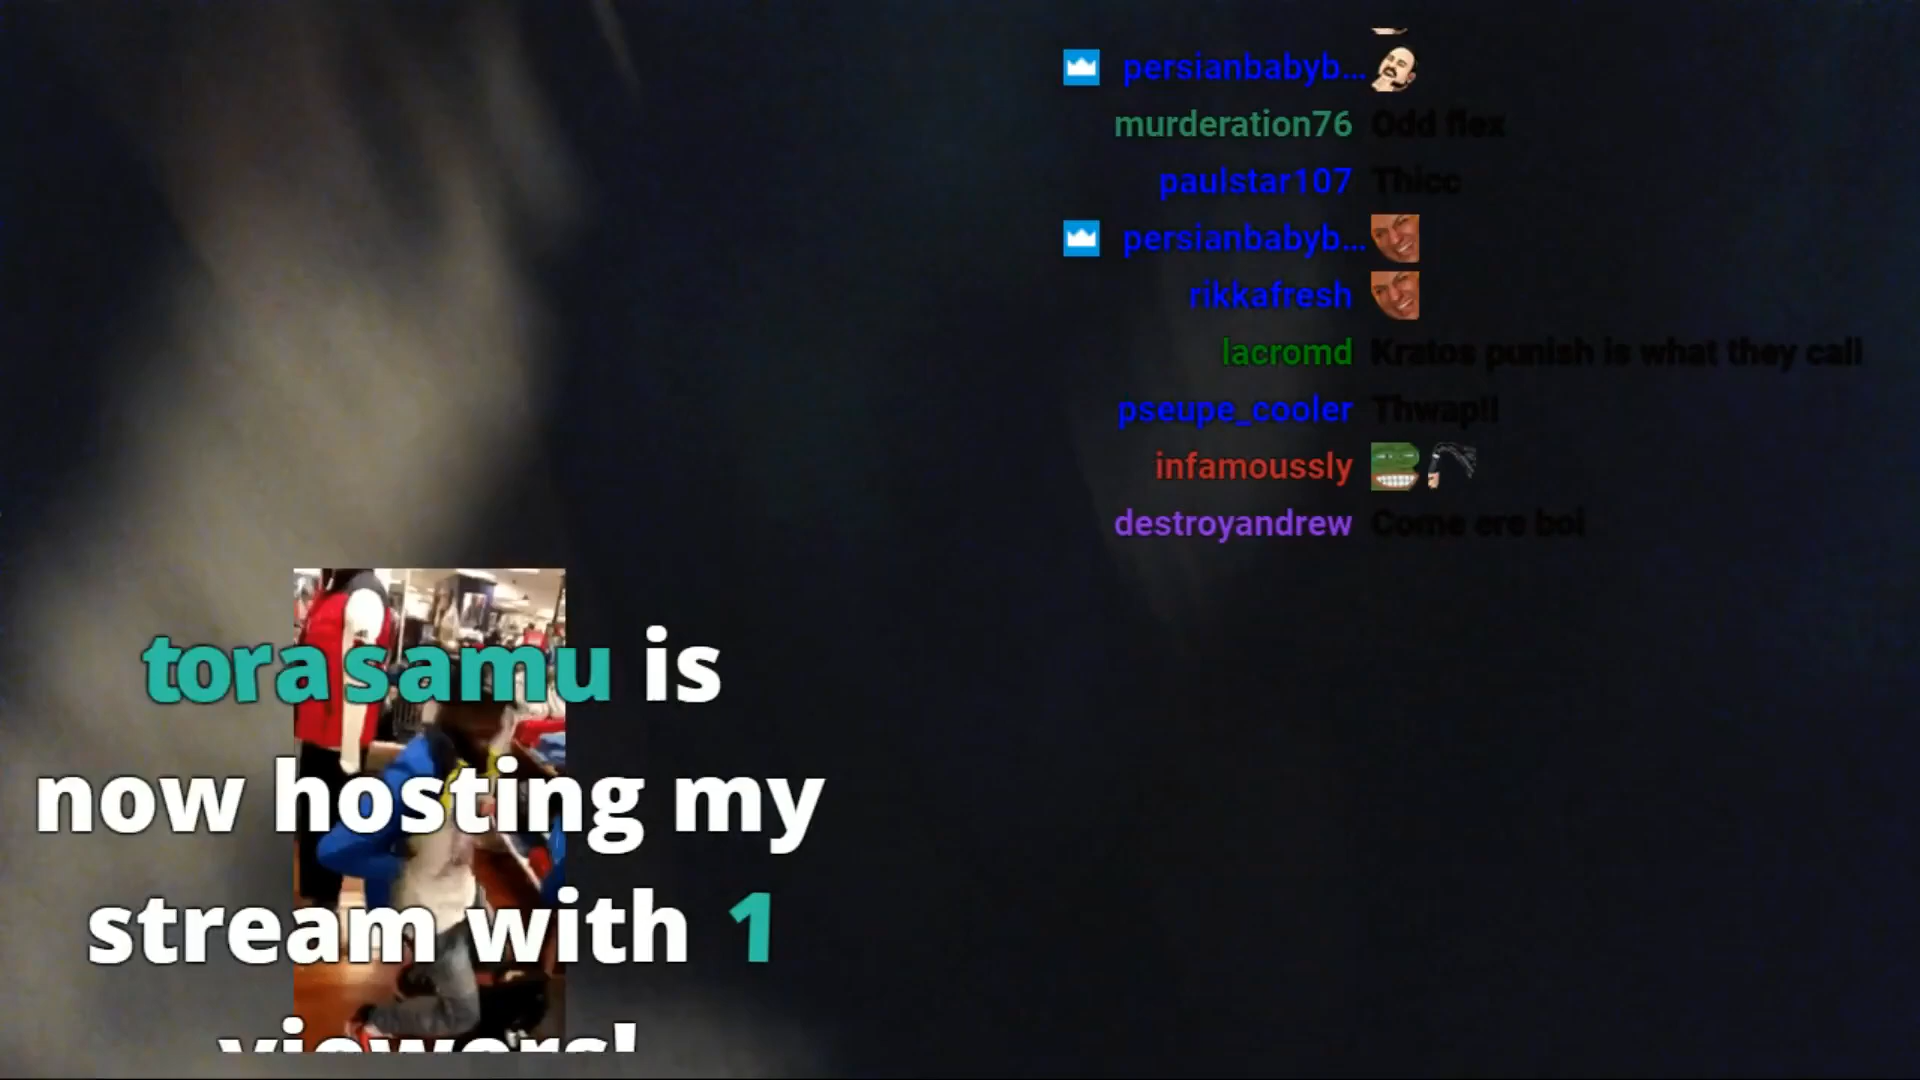 persianbabyb...
murderation76 Odd flex
paulstar107 Thicc
persianbabyb...
rikkafresh
lacromd Kratos punish is what they call
pseupe_cooler Thwap!!
infamoussly
destroyandrew Come ere boi
torasamu is
now hosting my
stream with 1
viewers!